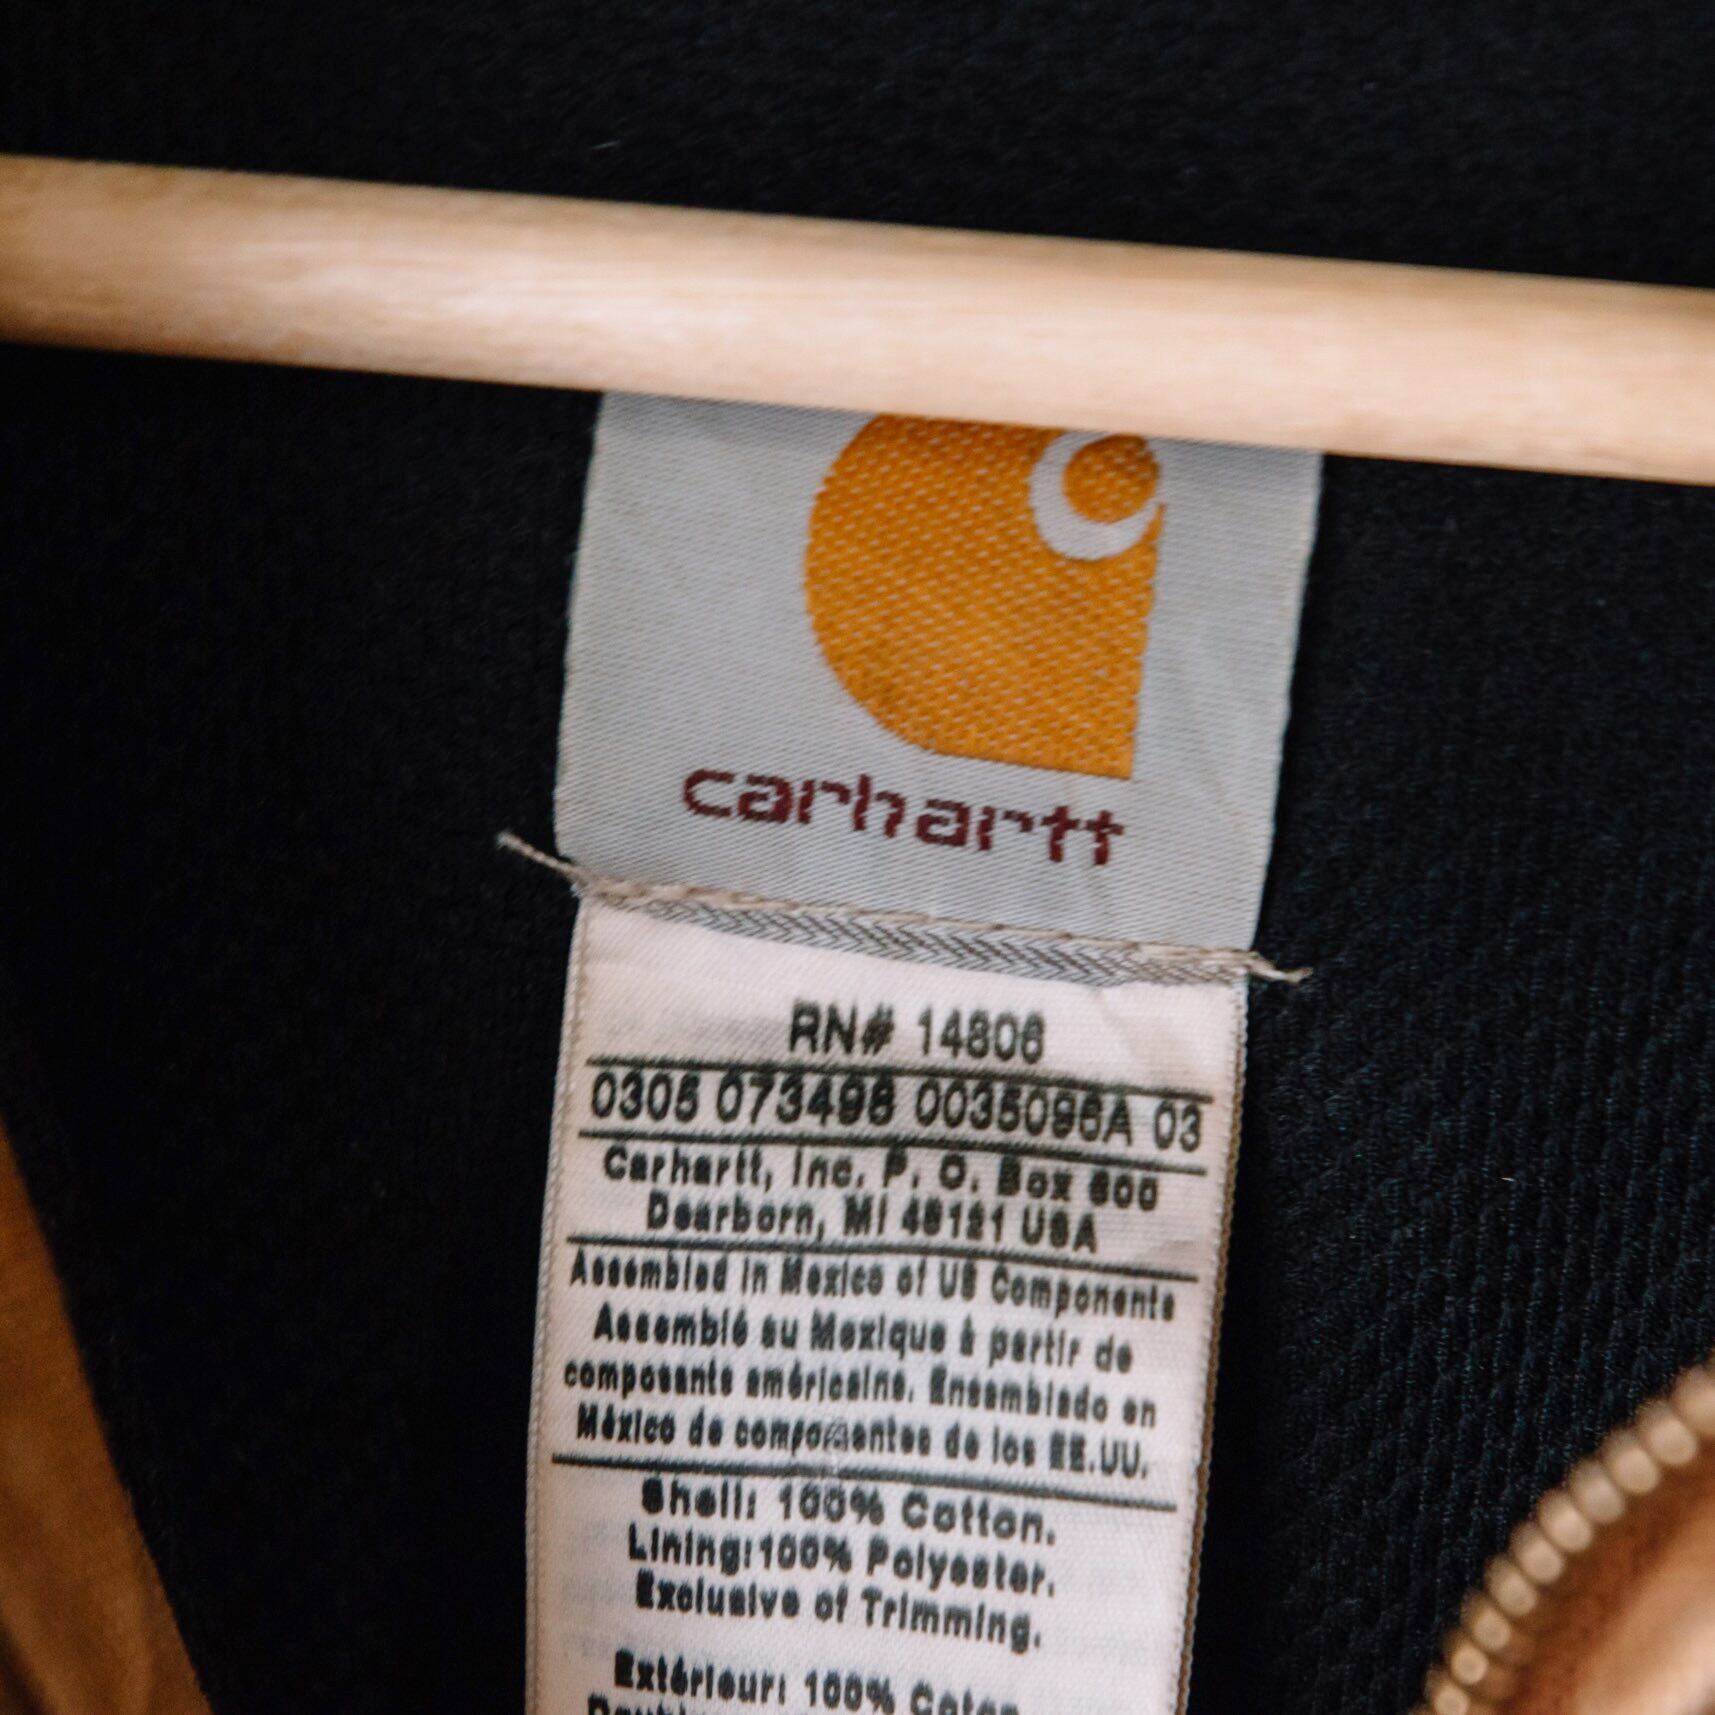 carhartt
RN# 14806
0305 073498 0035096A 03
Carhartt, Inc. P. O. Box 600
Dearborn, MI 48121 USA
Assembled in Mexico of US Components
Assemblé au Mexique à partir de
composants américains. Ensamblado en
México de componentes de los EE.UU.
Shell: 100% Cotton.
Lining:100% Polyester.
Exclusive of Trimming.
Extérieur: 100% Coton